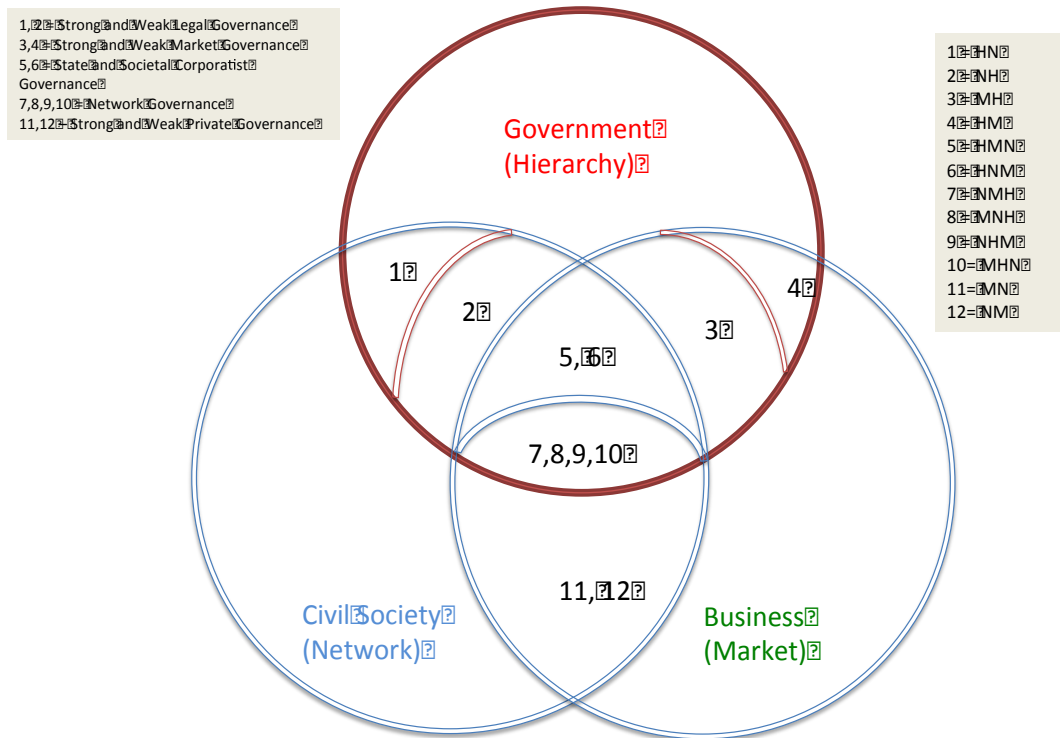 1, 2 = Strong and Weak Legal Governance
3,4 = Strong and Weak Market Governance
5,6 = State and Societal Corporatist
Governance
7,8,9,10 = Network Governance
11,12 – Strong and Weak Private Governance
1 = HN
2 = NH
3 = MH
4 = HM
5 = HMN
6 = HNM
7 = NMH
8 = MNH
9 = NHM
10= MHN
11= MN
12= NM
Government
(Hierarchy)
1
2
4
3
5, 6
7,8,9,10
11, 12
Civil Society
(Network)
Business
(Market)